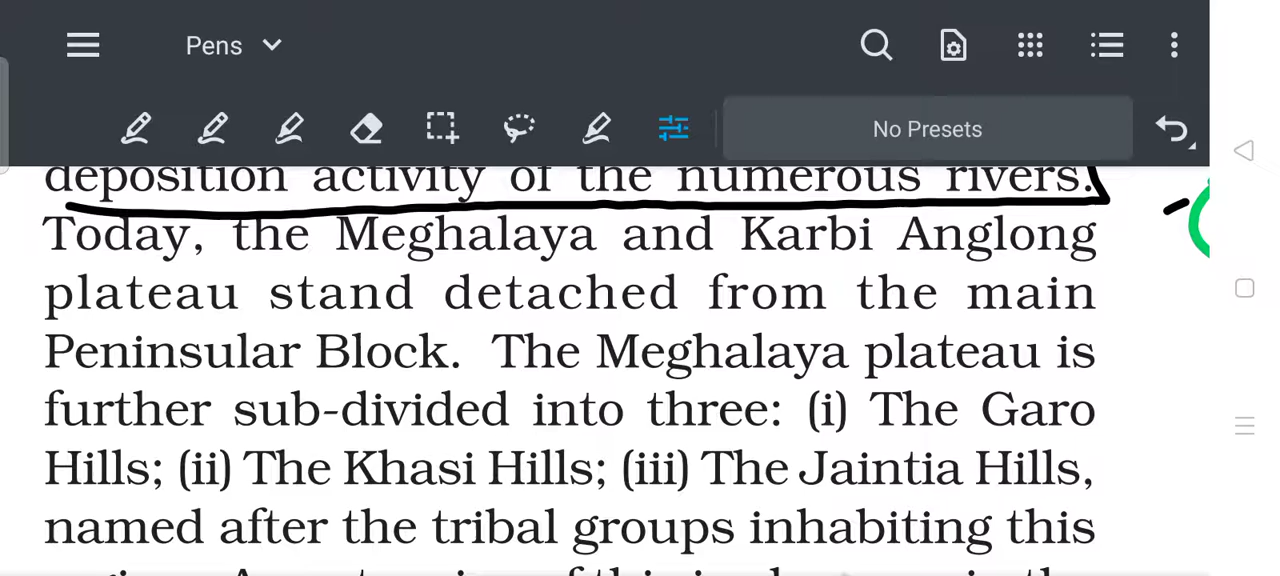 Pens
No Presets
deposition activity of the numerous rivers.
Today, the Meghalaya and Karbi Anglong
plateau stand detached from the main
Peninsular Block. The Meghalaya plateau is
further sub-divided into three: (i) The Garo
Hills; (ii) The Khasi Hills; (iii) The Jaintia Hills,
named after the tribal groups inhabiting this